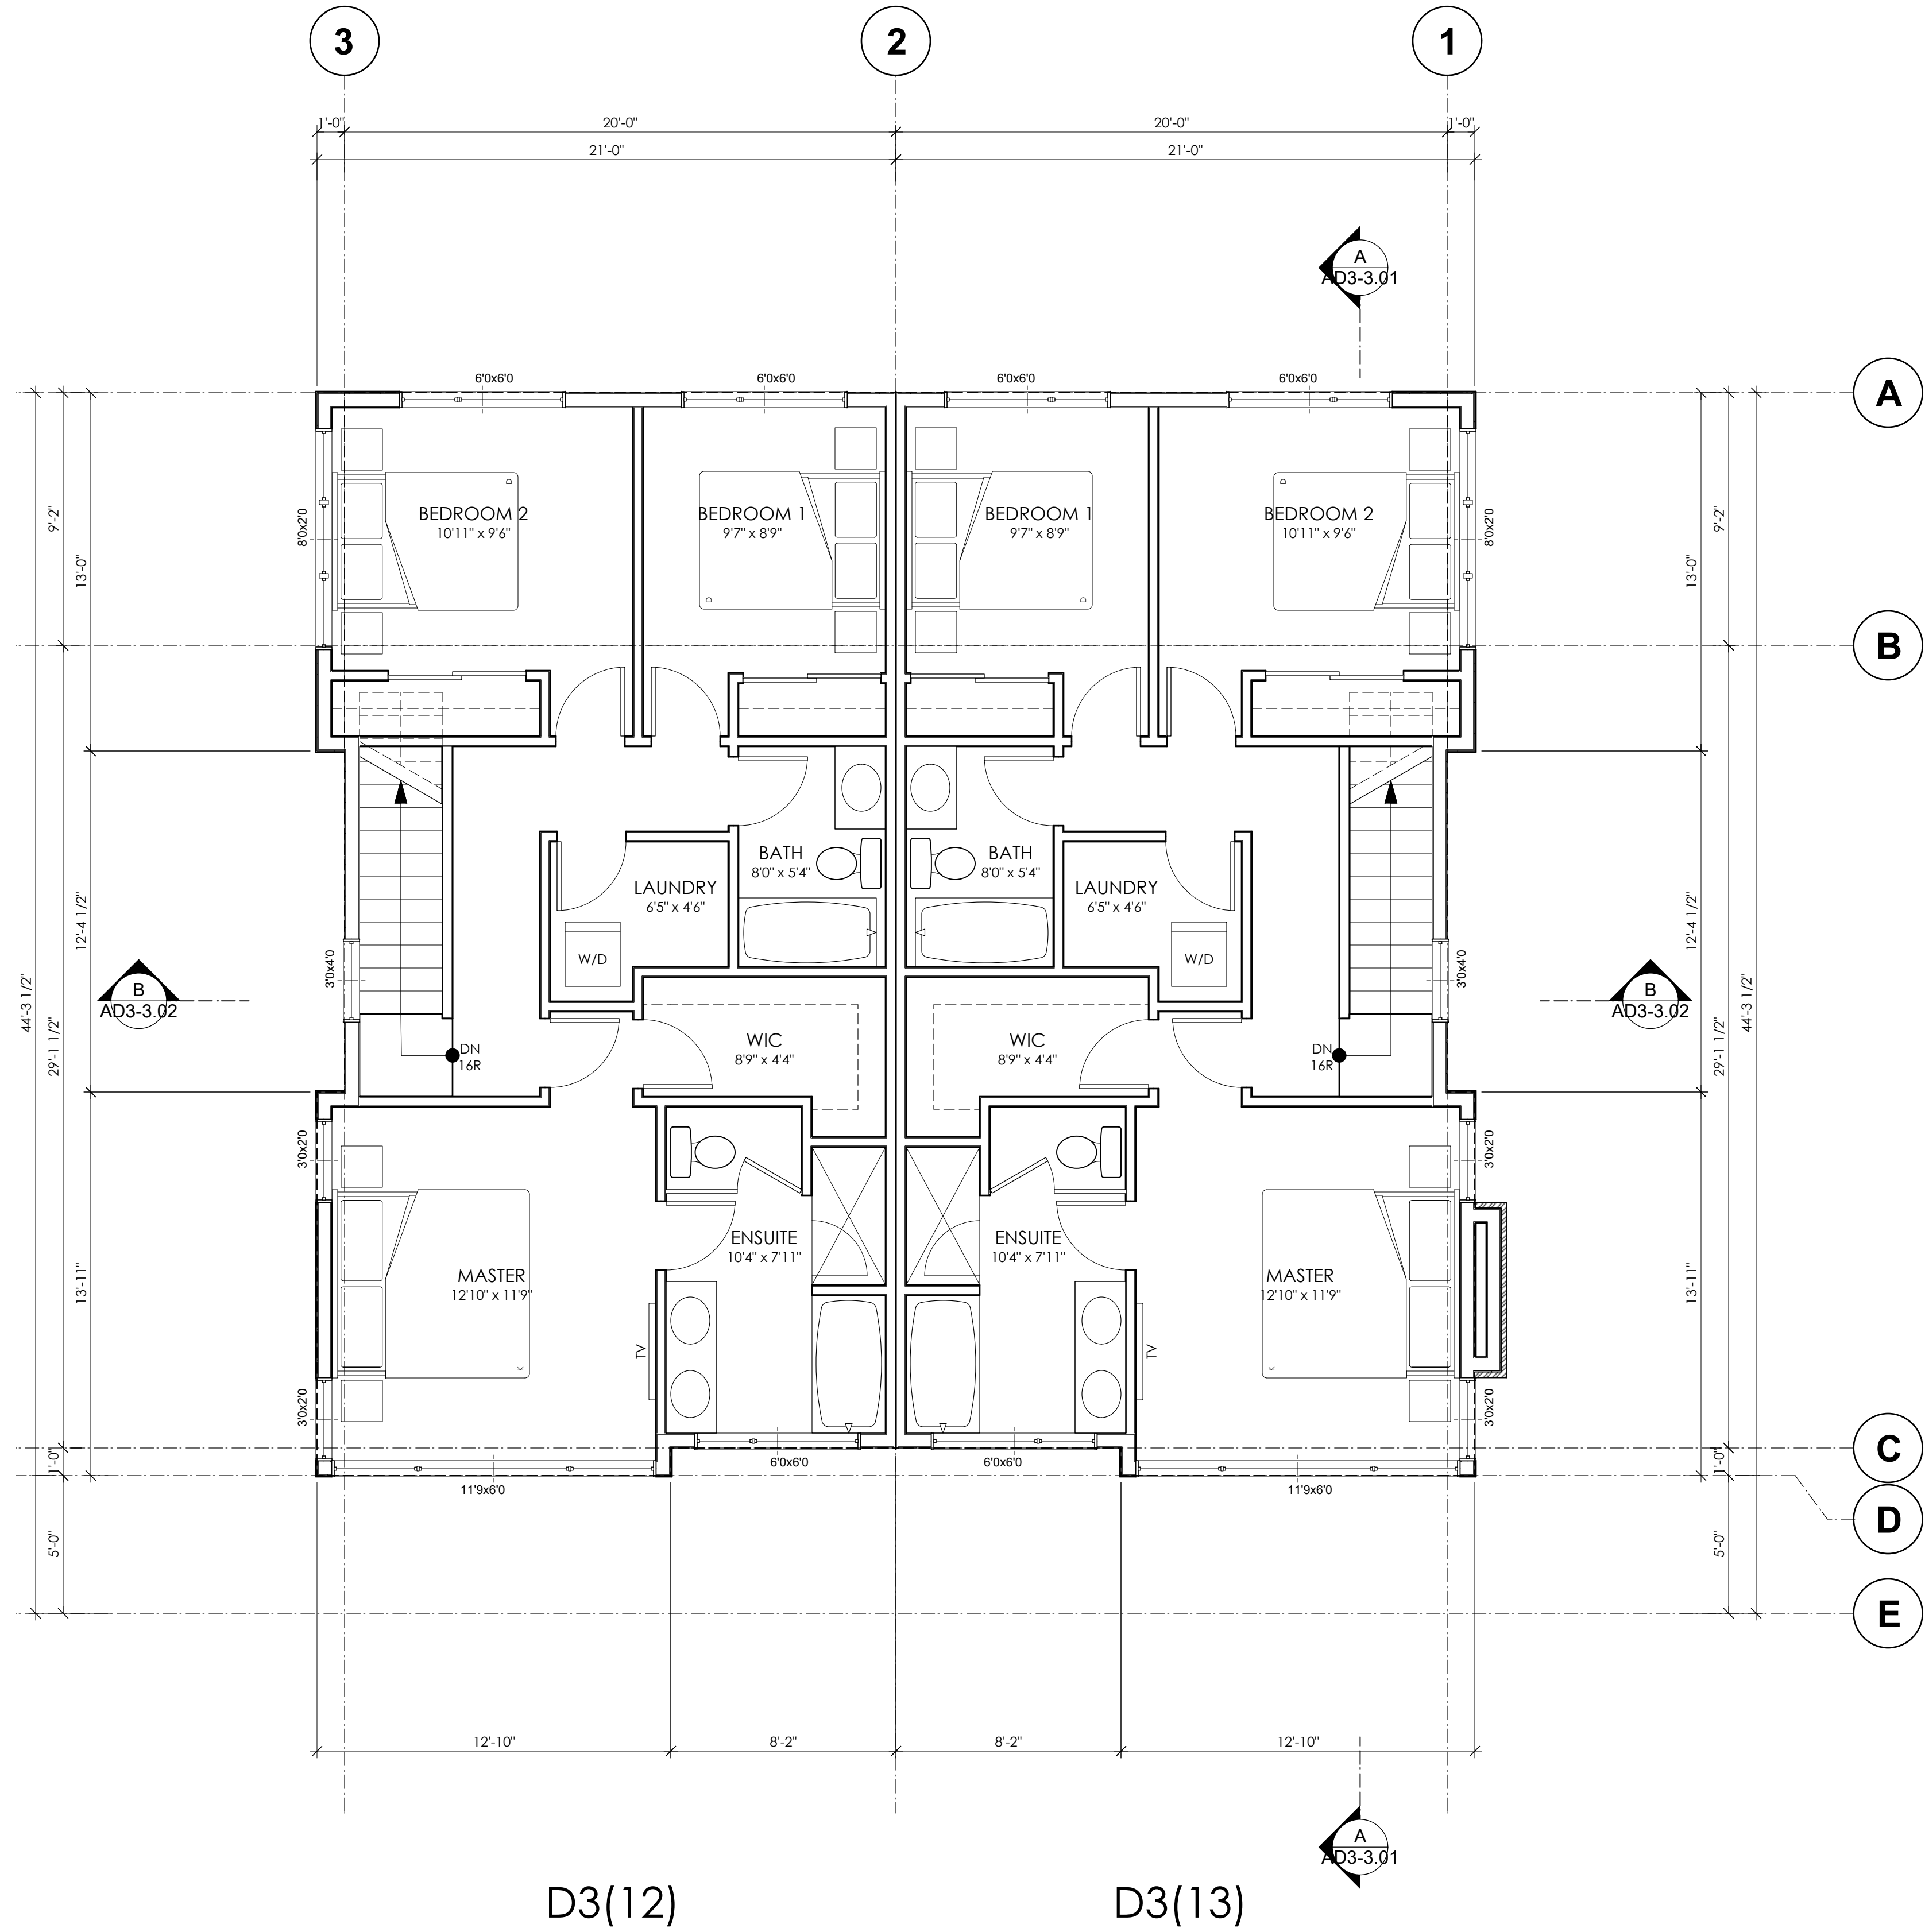 3
2
1
1'-0"
20'-0"
20'-0"
1'-0"
21'-0"
21'-0"
A
AD3-3.01
6'0x6'0
6'0x6'0
6'0x6'0
6'0x6'0
A
9'-2"
13'-0"
8'0x2'0
BEDROOM 2
10'11" x 9'6"
D
BEDROOM 1
9'7" x 8'9"
D
BEDROOM 1
9'7" x 8'9"
D
BEDROOM 2
10'11" x 9'6"
D
8'0x2'0
13'-0"
9'-2"
B
BATH
8'0" x 5'4"
BATH
8'0" x 5'4"
LAUNDRY
6'5" x 4'6"
LAUNDRY
6'5" x 4'6"
W/D
W/D
12'-4 1/2"
12'-4 1/2"
3'0x4'0
3'0x4'0
44'-3 1/2"
29'-1 1/2"
B
AD3-3.02
B
AD3-3.02
29'-1 1/2"
44'-3 1/2"
DN
16R
WIC
8'9" x 4'4"
WIC
8'9" x 4'4"
DN
16R
3'0x2'0
3'0x2'0
ENSUITE
10'4" x 7'11"
ENSUITE
10'4" x 7'11"
MASTER
12'10" x 11'9"
K
MASTER
12'10" x 11'9"
K
13'-11"
13'-11"
TV
TV
3'0x2'0
3'0x2'0
C
1'-0"
6'0x6'0
6'0x6'0
1'-0"
11'9x6'0
11'9x6'0
D
5'-0"
5'-0"
E
12'-10"
8'-2"
8'-2"
12'-10"
A
AD3-3.01
D3(12)
D3(13)